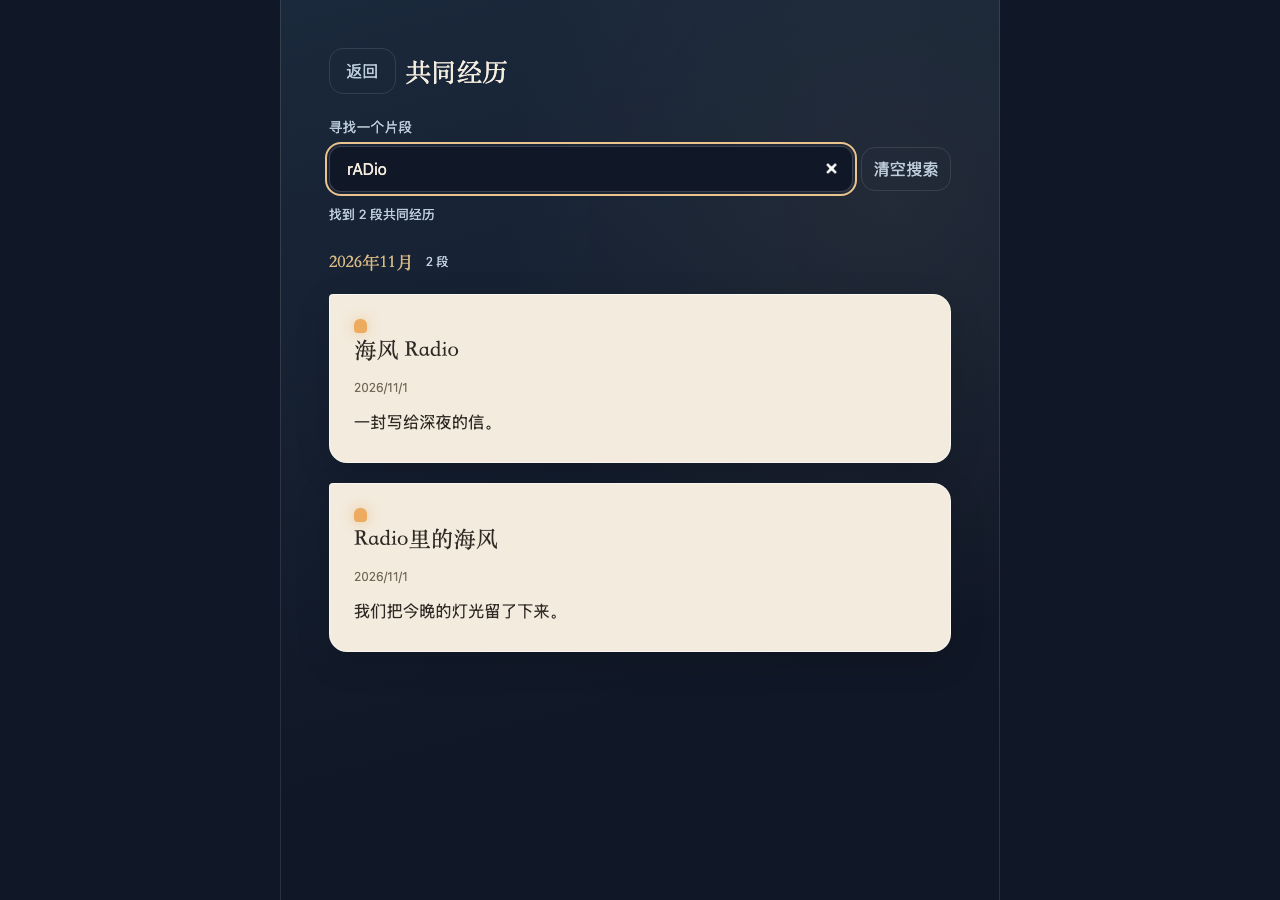 返回
共同经历
寻找一个片段
rADio
清空搜索
找到 2 段共同经历
2026年11月 2 段
海风 Radio
2026/11/1
一封写给深夜的信。
Radio里的海风
2026/11/1
我们把今晚的灯光留了下来。